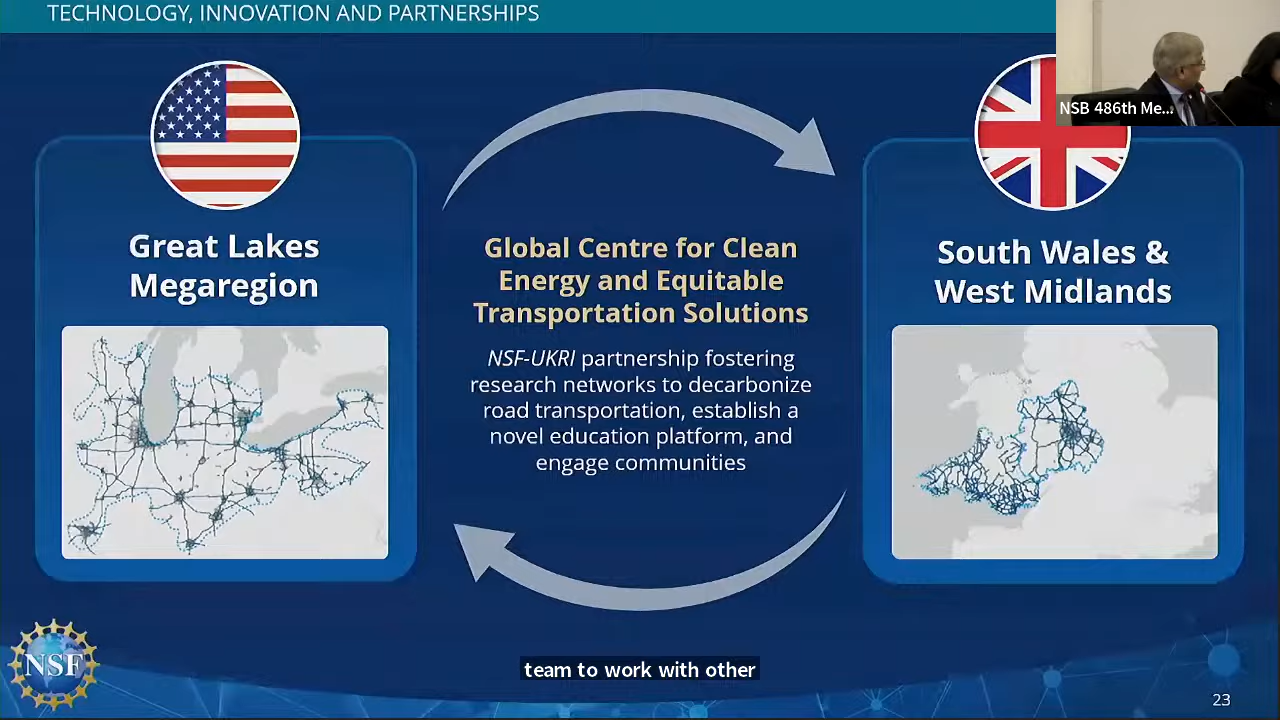 TECHNOLOGY, INNOVATION AND PARTNERSHIPS
NSB 486th Me...
Great Lakes
Megaregion
Global Centre for Clean
Energy and Equitable
Transportation Solutions
NSF-UKRI partnership fostering
research networks to decarbonize
road transportation, establish a
novel education platform, and
engage communities
South Wales &
West Midlands
NSF
team to work with other
23